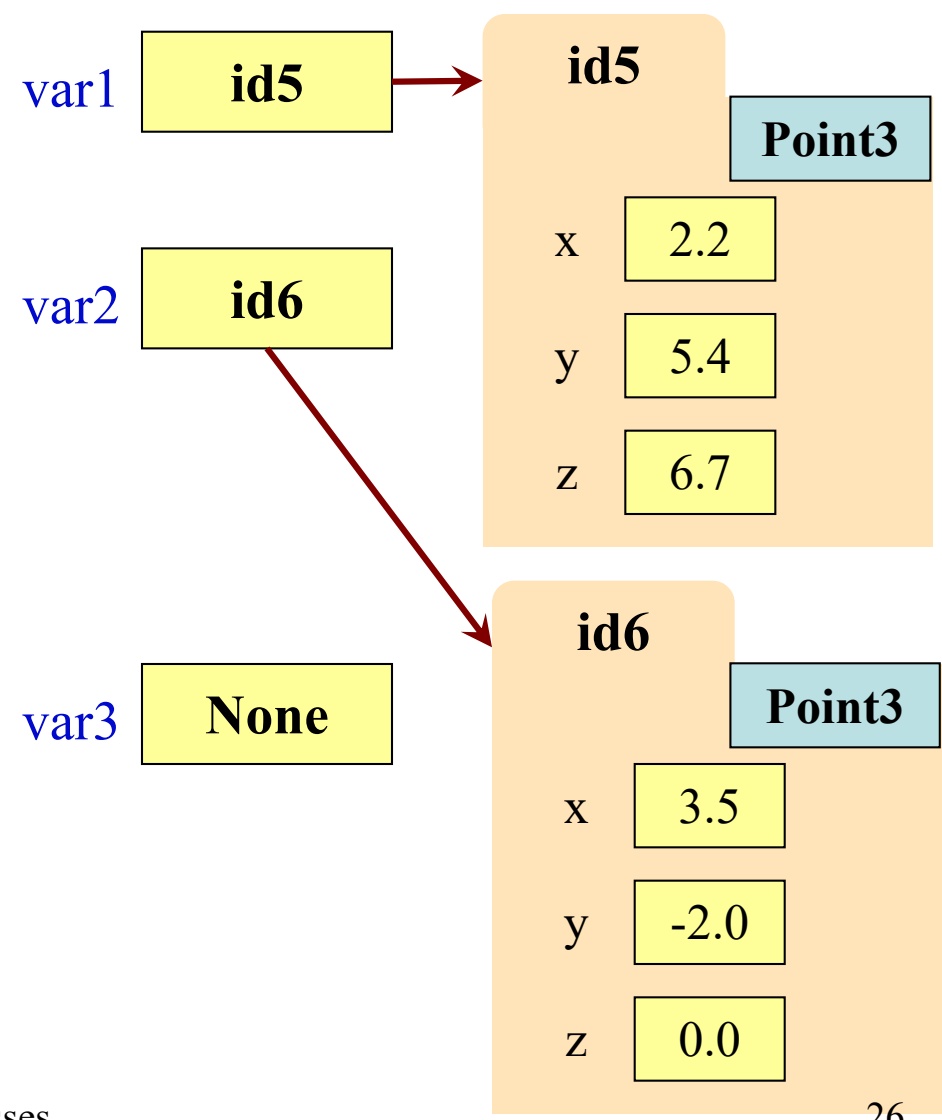 var1 id5
id5
Point3
x 2.2
var2 id6
y 5.4
z 6.7
id6
var3 None
Point3
x 3.5
y -2.0
z 0.0
26